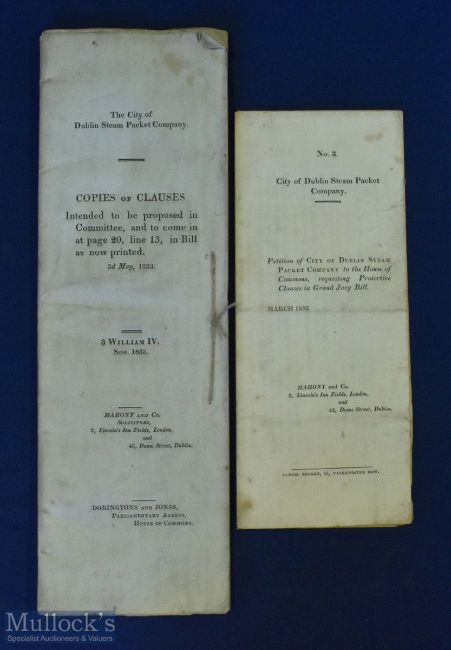 The City of
Dublin Steam Packet Company.
COPIES OF CLAUSES
Intended to be proposed in
Committee, and to come in
at page 20, line 13, in Bill
as now printed.
3d May, 1833.
3 WILLIAM IV.
Sess. 1833.
MAHONY AND Co.
SOLICITORS,
2, Lincoln's Inn Fields, London,
and
43, Dame Street, Dublin.
DORINGTONS AND JONES,
PARLIAMENTARY AGENTS,
HOUSE OF COMMONS.
No. 3.
City of Dublin Steam Packet
Company.
Petition of CITY OF DUBLIN STEAM
PACKET COMPANY to the House of
Commons, requesting Protective
Clauses in Grand Jury Bill.
MARCH 1833.
MAHONY and Co.
2, Lincoln's Inn Fields, London,
and
43, Dame Street, Dublin.
PATERNOSTER ROW.
Mullock's
Specialist Auctioneers & Valuers